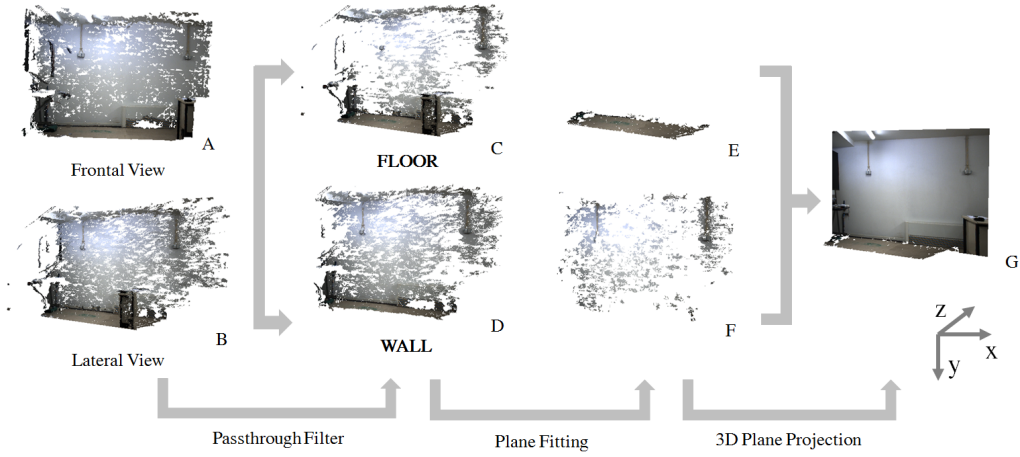 A
Frontal View
B
Lateral View
C
FLOOR
D
WALL
E
F
G
z
x
y
Passthrough Filter
Plane Fitting
3D Plane Projection